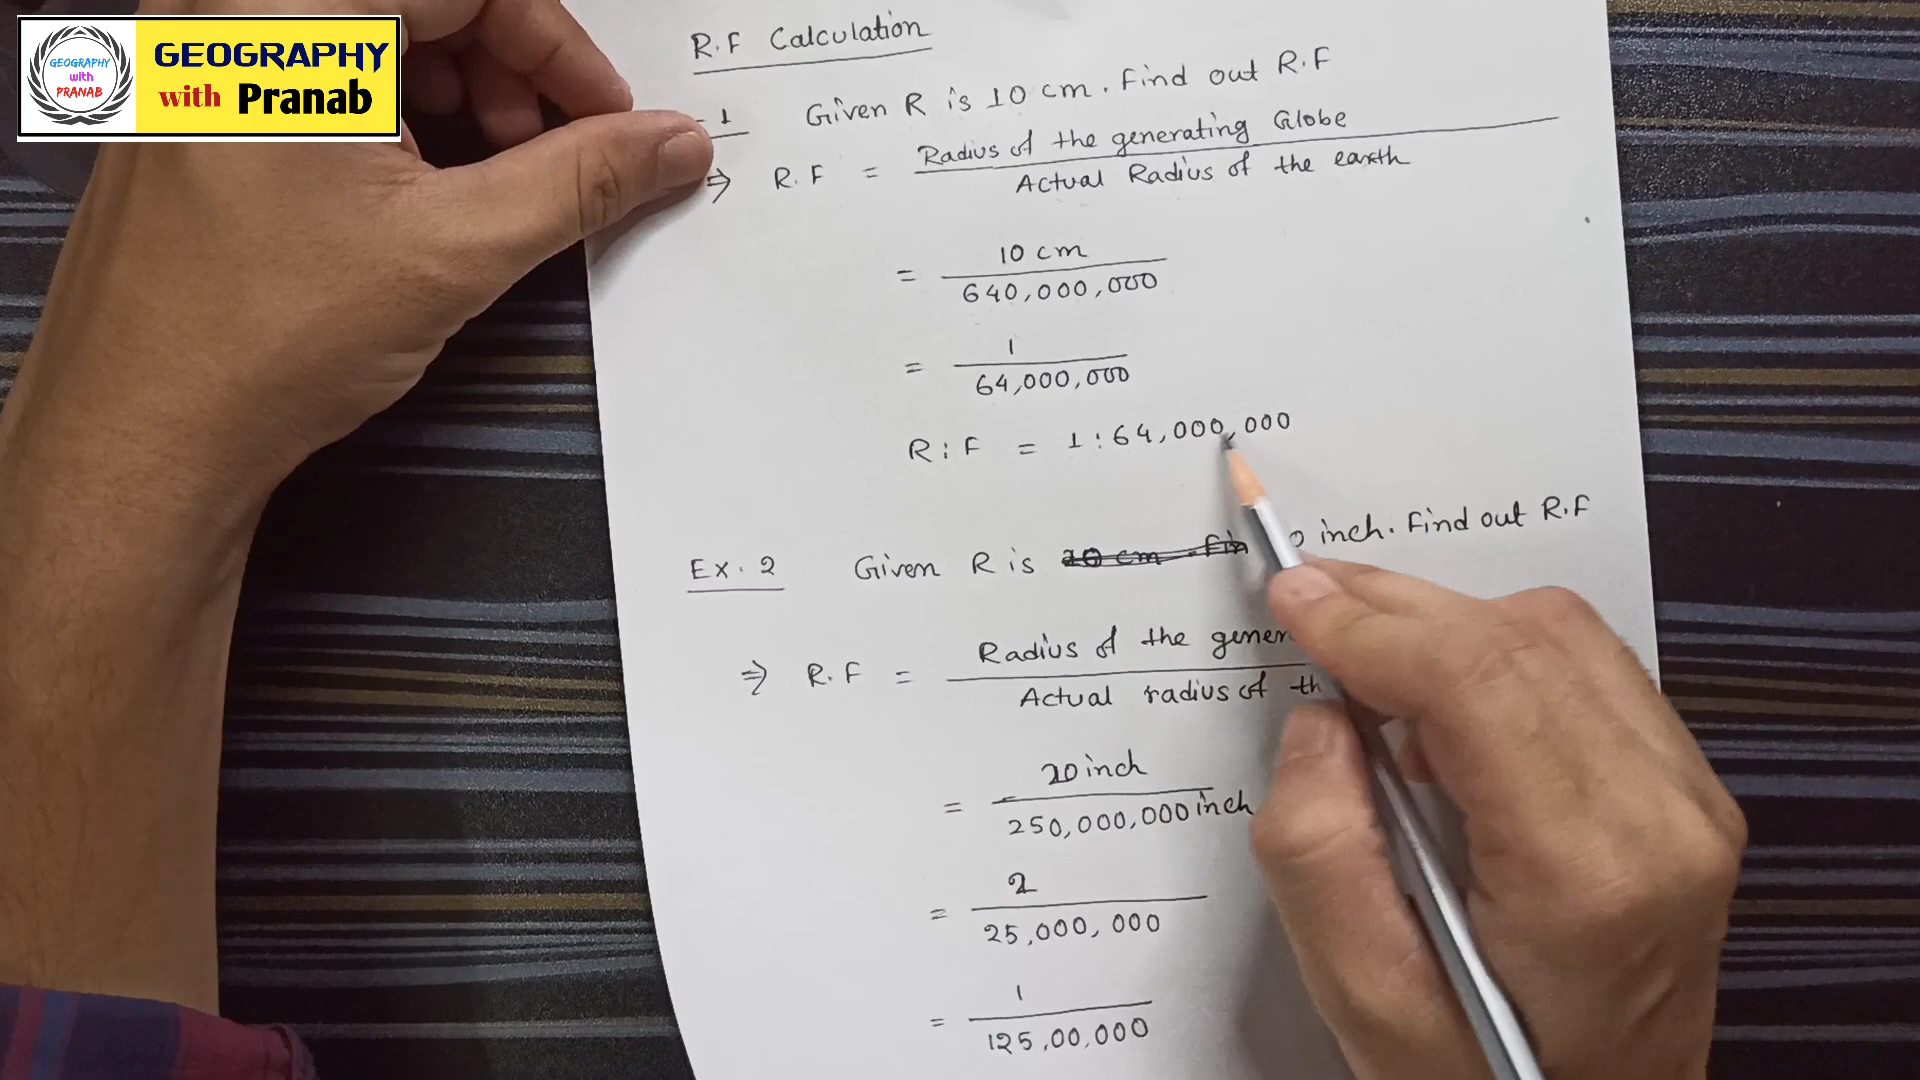 GEOGRAPHY
with
PRANAB
GEOGRAPHY
with Pranab
R.F Calculation
- 1 Given R is 10 cm. Find out R.F
⇒ R.F = Radius of the generating Globe
Actual Radius of the earth
= 10 cm
640,000,000
= 1
64,000,000
R:F = 1:64,000,000
Ex. 2 Given R is inch. Find out R.F
⇒ R.F = Radius of the gener
Actual radius of th
= 20 inch
250,000,000 inch
= 2
25,000,000
= 1
125,00,000